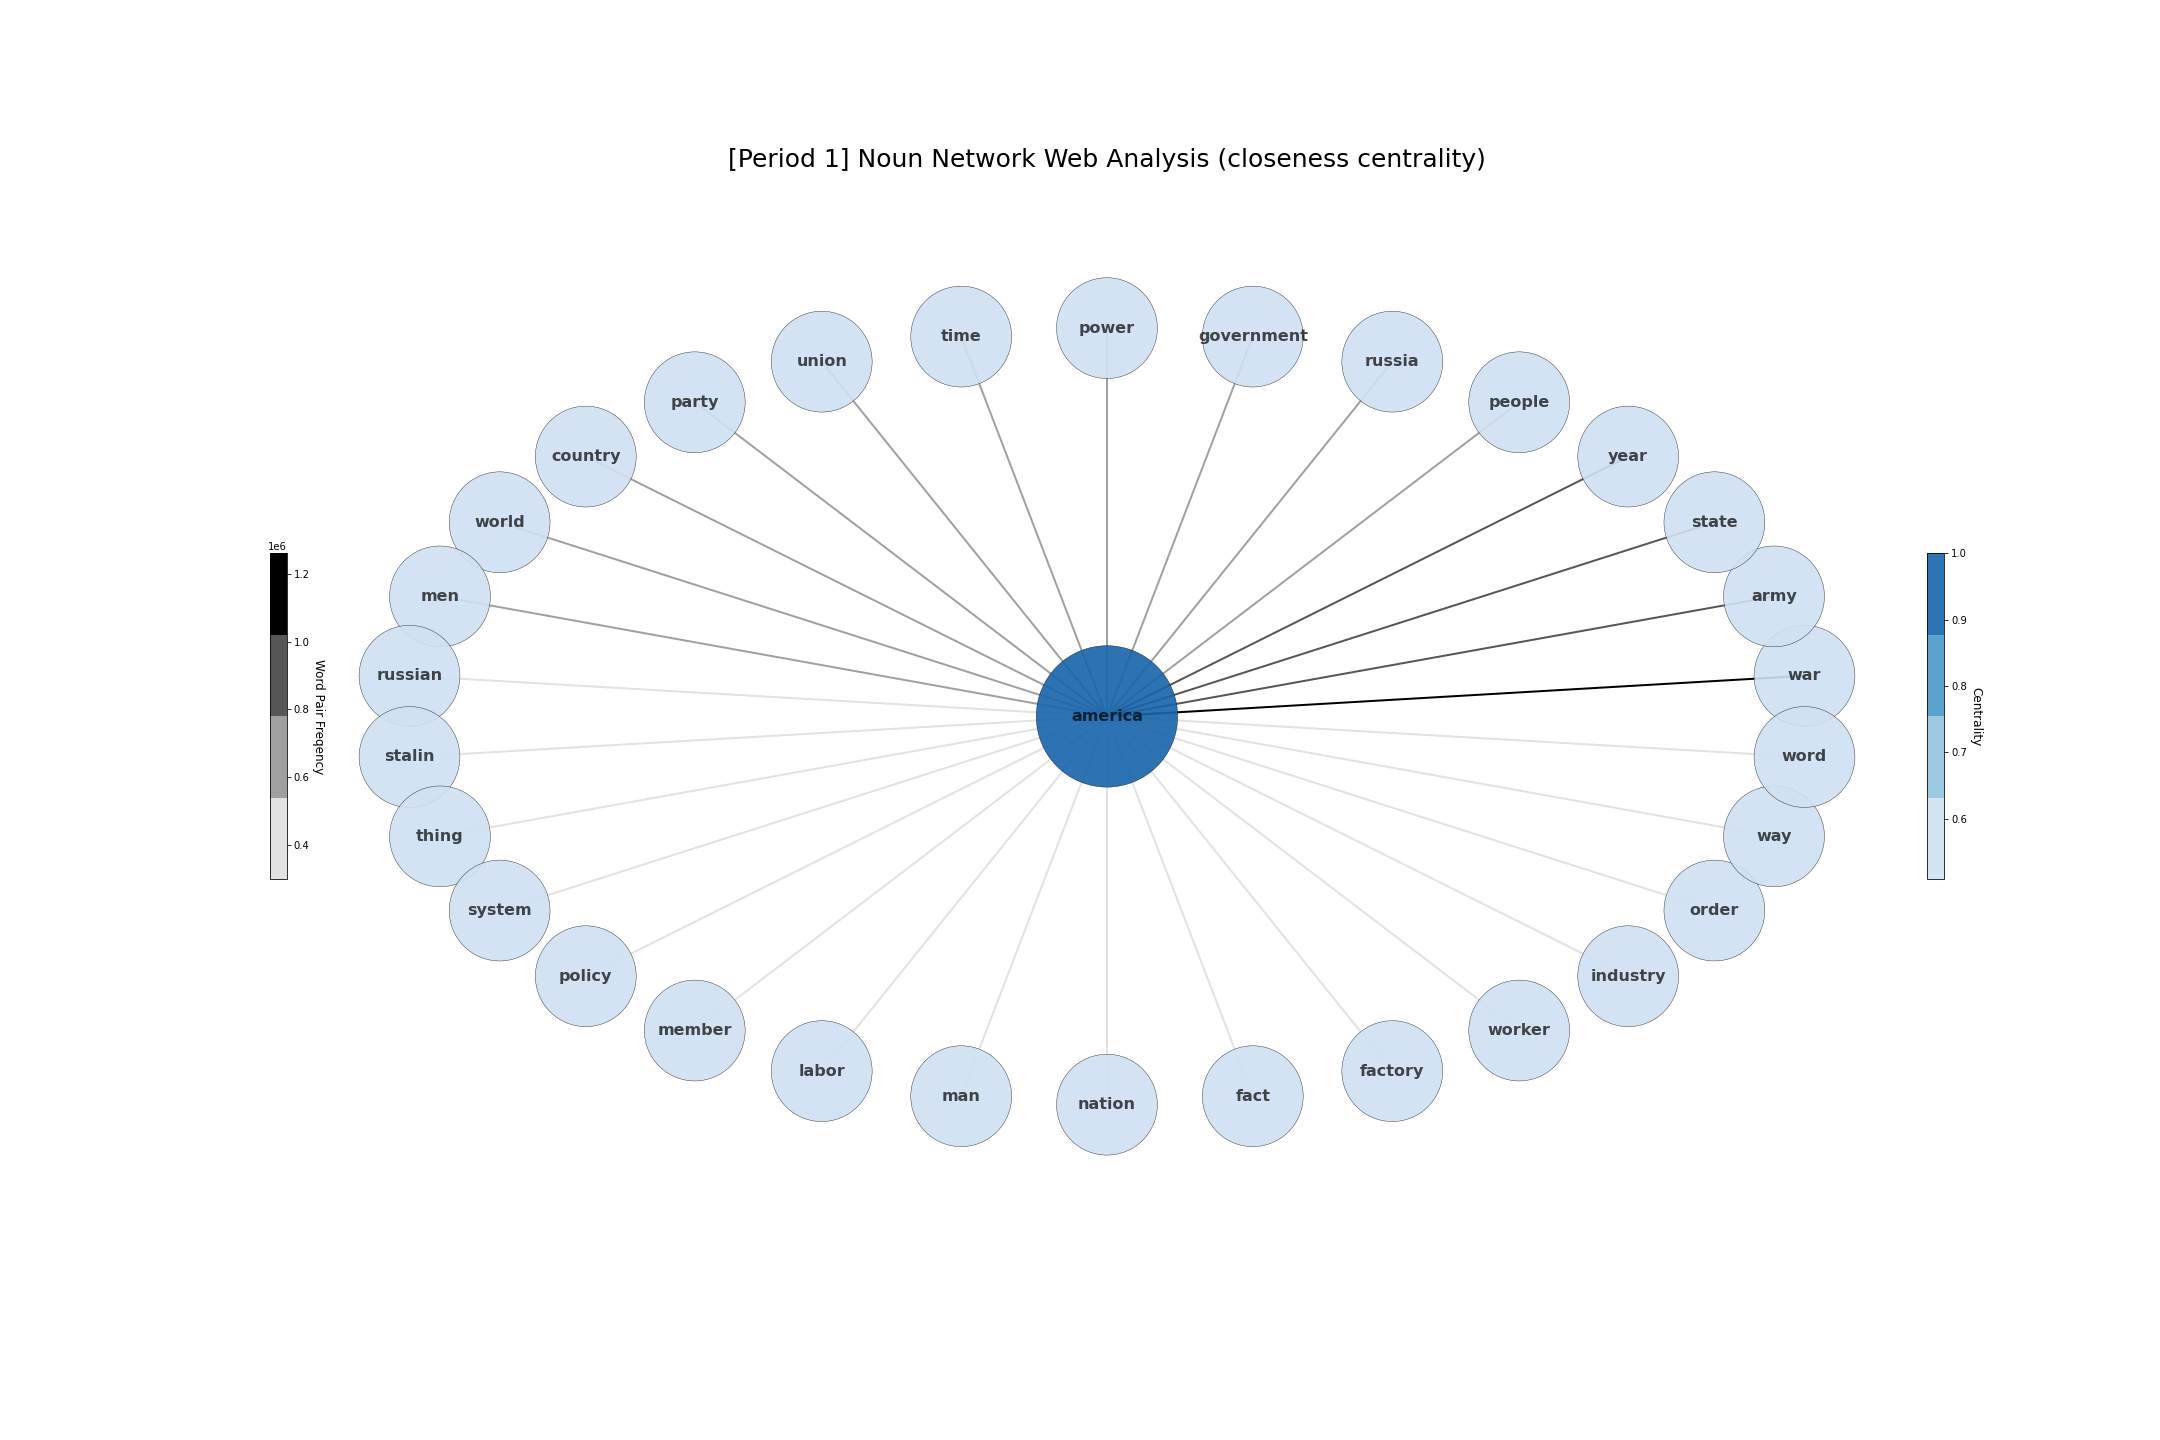 [Period 1] Noun Network Web Analysis (closeness centrality)
power
time
government
union
russia
party
people
country
year
world
state
men
army
russian
war
america
stalin
word
thing
way
system
order
policy
industry
member
worker
labor
factory
man
fact
nation
1e6
1.2
1.0
0.8
0.6
0.4
Word Pair Freqency
1.0
0.9
0.8
0.7
0.6
Centrality